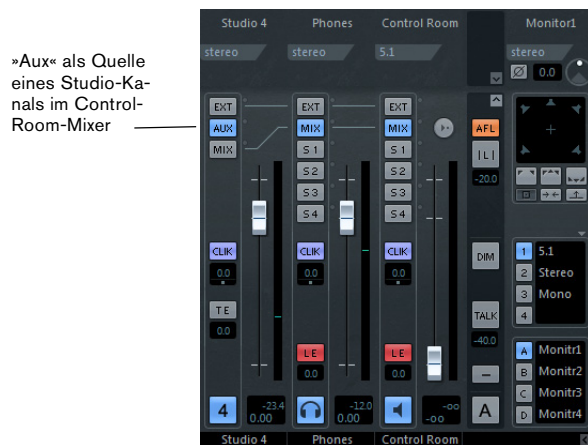 »Aux« als Quelle
eines Studio-Ka-
nals im Control-
Room-Mixer
Studio 4 Phones Control Room Monitor1
stereo stereo 5.1 stereo
0.0
EXT EXT EXT
AUX MIX MIX AFL
MIX S 1 S 1 |L|
S 2 S 2 -20.0
S 3 S 3
S 4 S 4
CLIK CLIK CLIK DIM 1 5.1
0.0 0.0 0.0 2 Stereo
3 Mono
TE TALK 4
0.0 -40.0
LE LE A Monitr1
0.0 0.0 B Monitr2
C Monitr3
4 -23.4 -12.0 -oo A D Monitr4
0.00 0.00 -oo
Studio 4 Phones Control Room